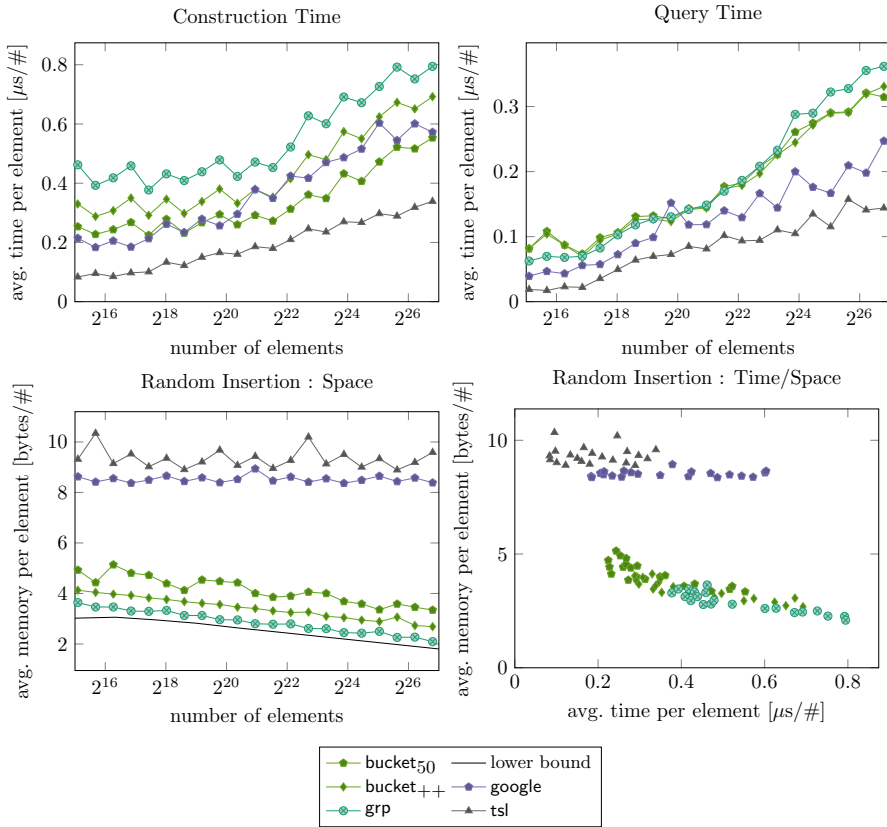 Construction Time
Query Time
avg. time per element [µs/#]
0.8
0.6
0.4
0.2
0
2^16 2^18 2^20 2^22 2^24 2^26
number of elements
avg. time per element [µs/#]
0.3
0.2
0.1
0
2^16 2^18 2^20 2^22 2^24 2^26
number of elements
Random Insertion : Space
avg. memory per element [bytes/#]
10
8
6
4
2
2^16 2^18 2^20 2^22 2^24 2^26
number of elements
Random Insertion : Time/Space
avg. memory per element [bytes/#]
10
5
0
0 0.2 0.4 0.6 0.8
avg. time per element [µs/#]
bucket50 lower bound
bucket++ google
grp tsl